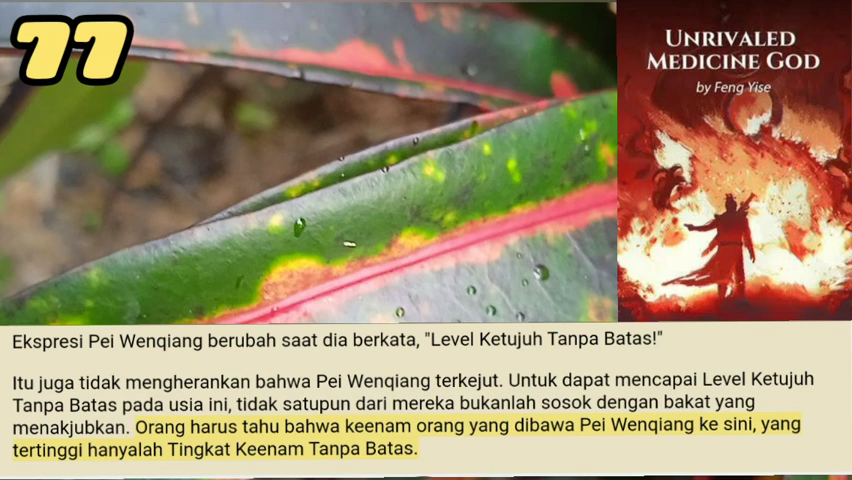 77
UNRIVALED
MEDICINE GOD
by Feng Yise
Ekspresi Pei Wenqiang berubah saat dia berkata, "Level Ketujuh Tanpa Batas!"
Itu juga tidak mengherankan bahwa Pei Wenqiang terkejut. Untuk dapat mencapai Level Ketujuh
Tanpa Batas pada usia ini, tidak satupun dari mereka bukanlah sosok dengan bakat yang
menakjubkan. Orang harus tahu bahwa keenam orang yang dibawa Pei Wenqiang ke sini, yang
tertinggi hanyalah Tingkat Keenam Tanpa Batas.